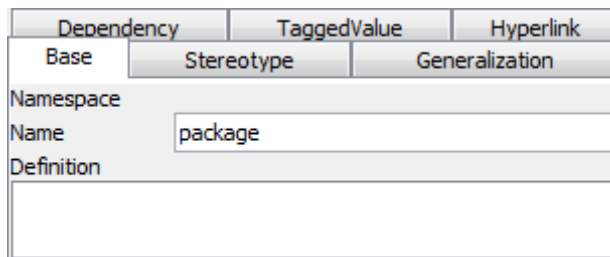 Dependency TaggedValue Hyperlink
Base Stereotype Generalization
Namespace
Name package
Definition